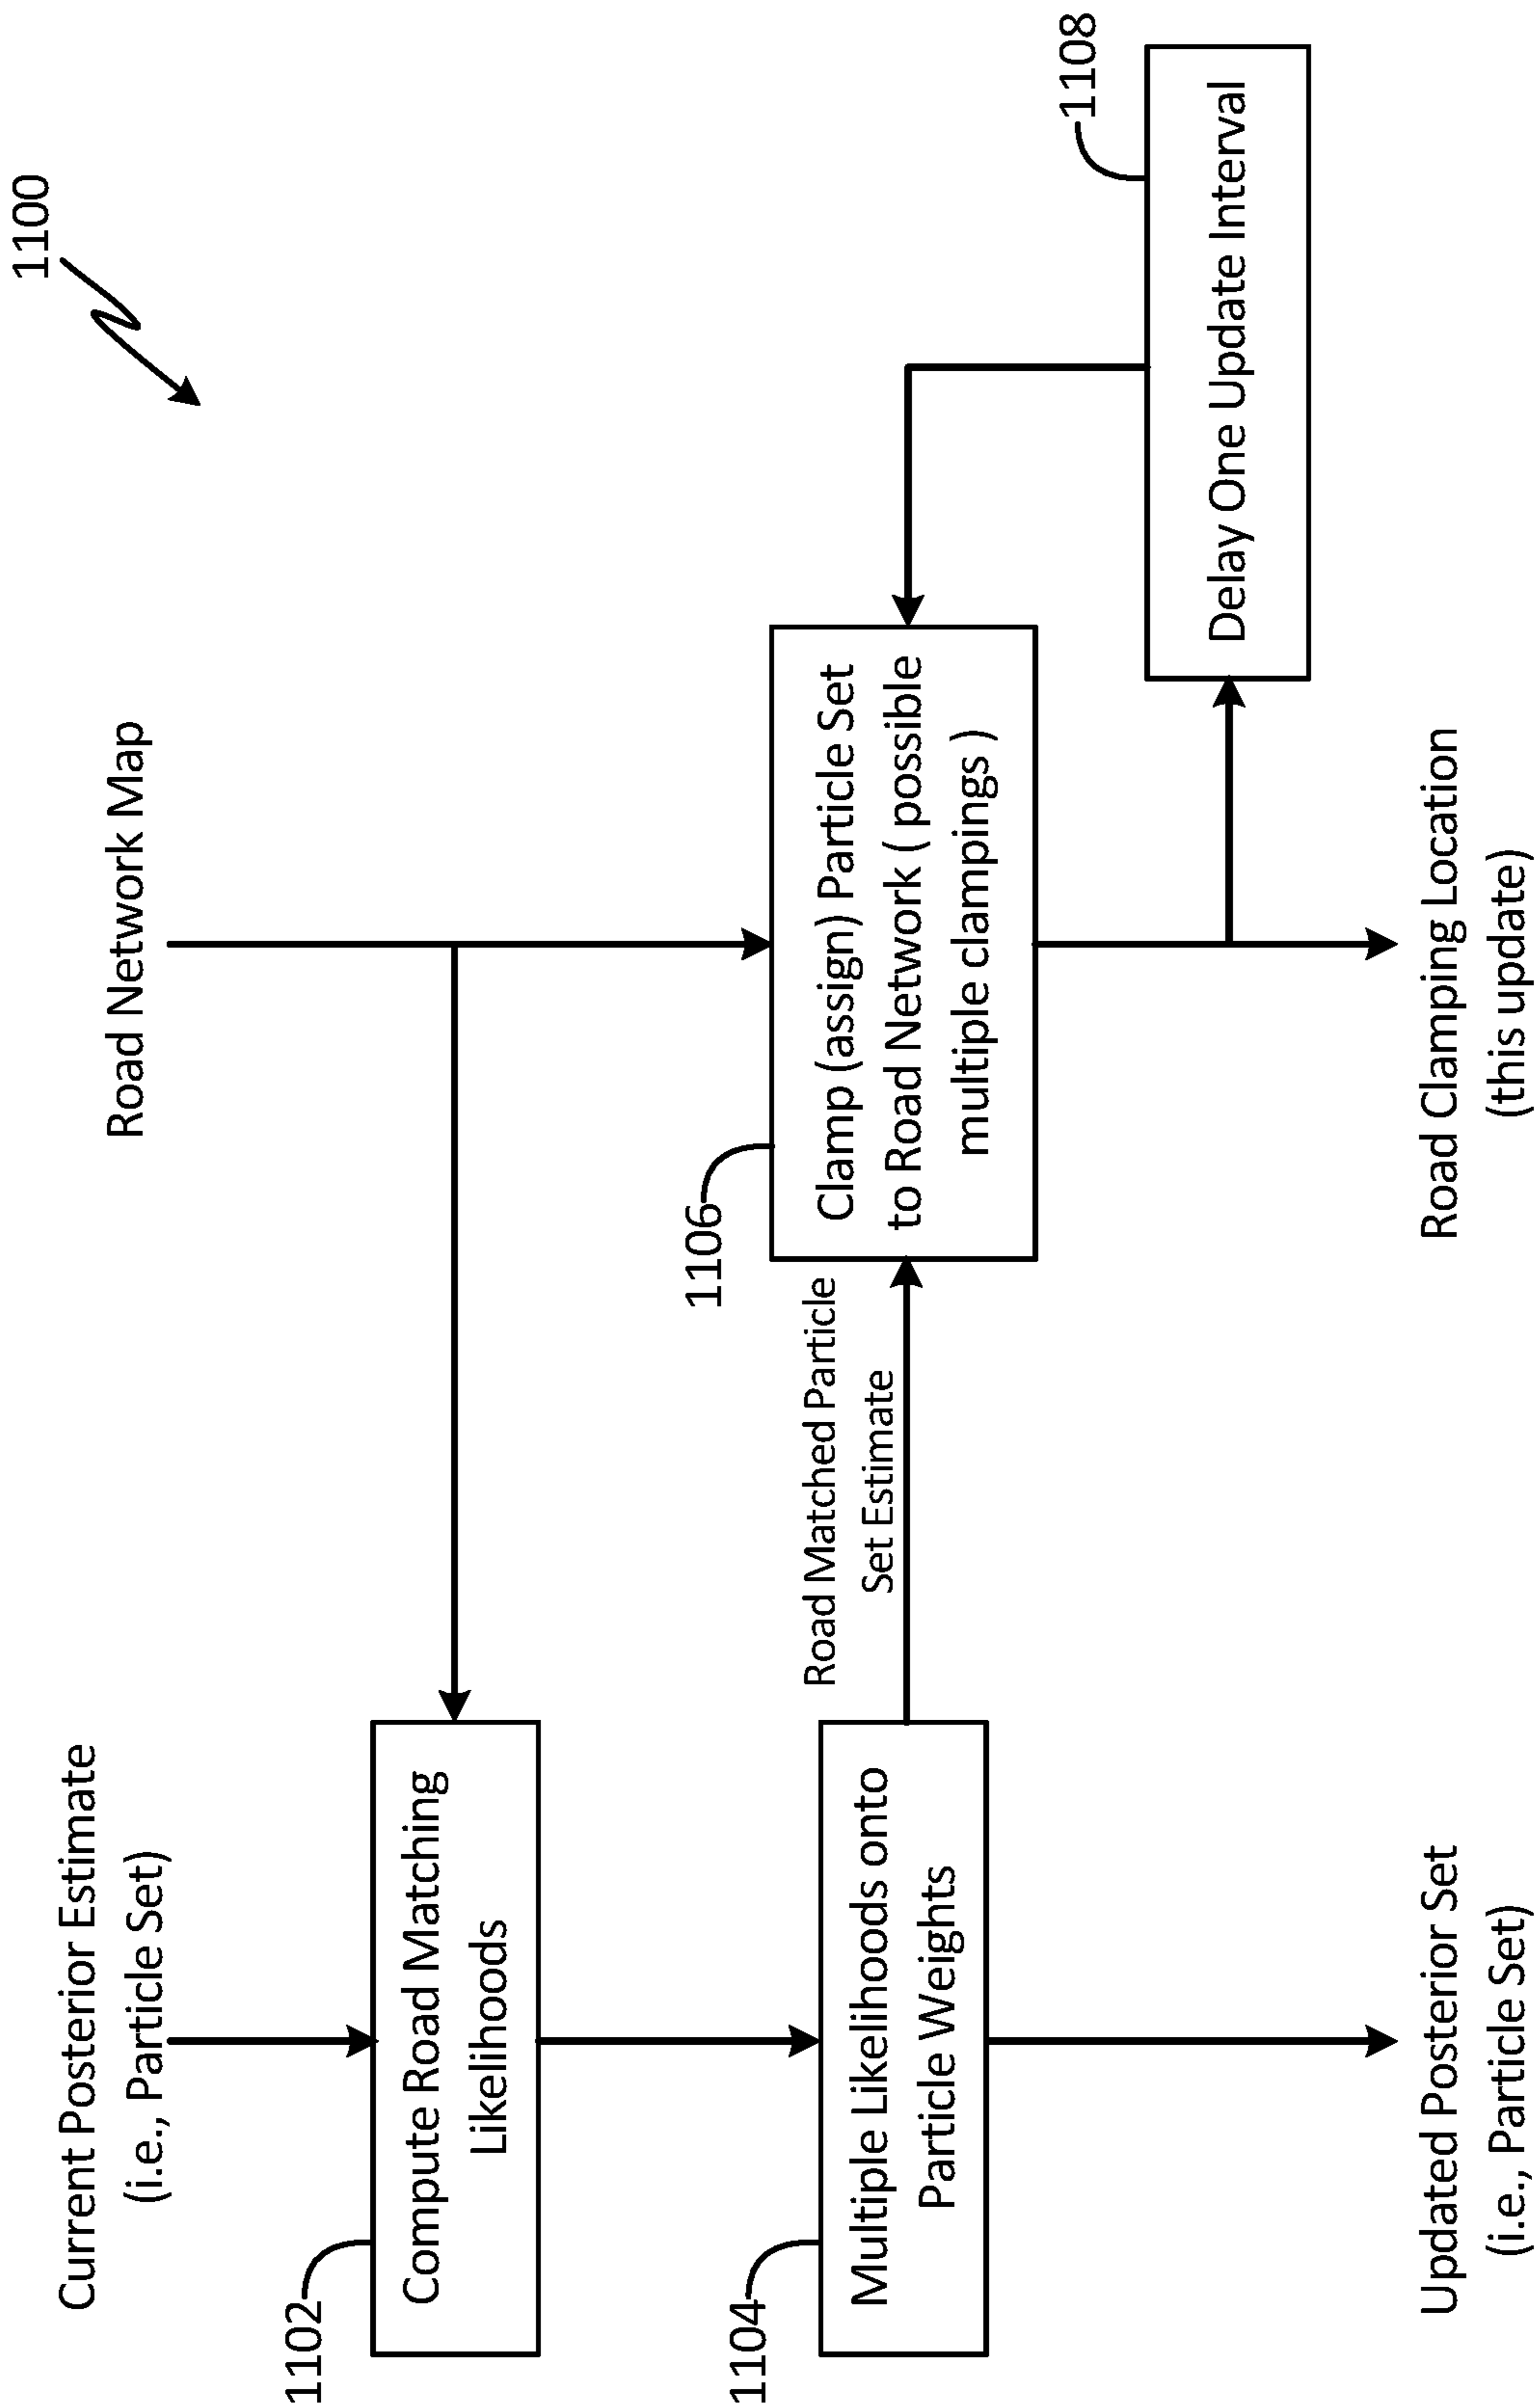 1100
Current Posterior Estimate
(i.e., Particle Set)
Road Network Map
1102
Compute Road Matching
Likelihoods
1104
Multiple Likelihoods onto
Particle Weights
Road Matched Particle
Set Estimate
1106
Clamp (assign) Particle Set
to Road Network ( possible
multiple clampings )
1108
Delay One Update Interval
Updated Posterior Set
(i.e., Particle Set)
Road Clamping Location
(this update)